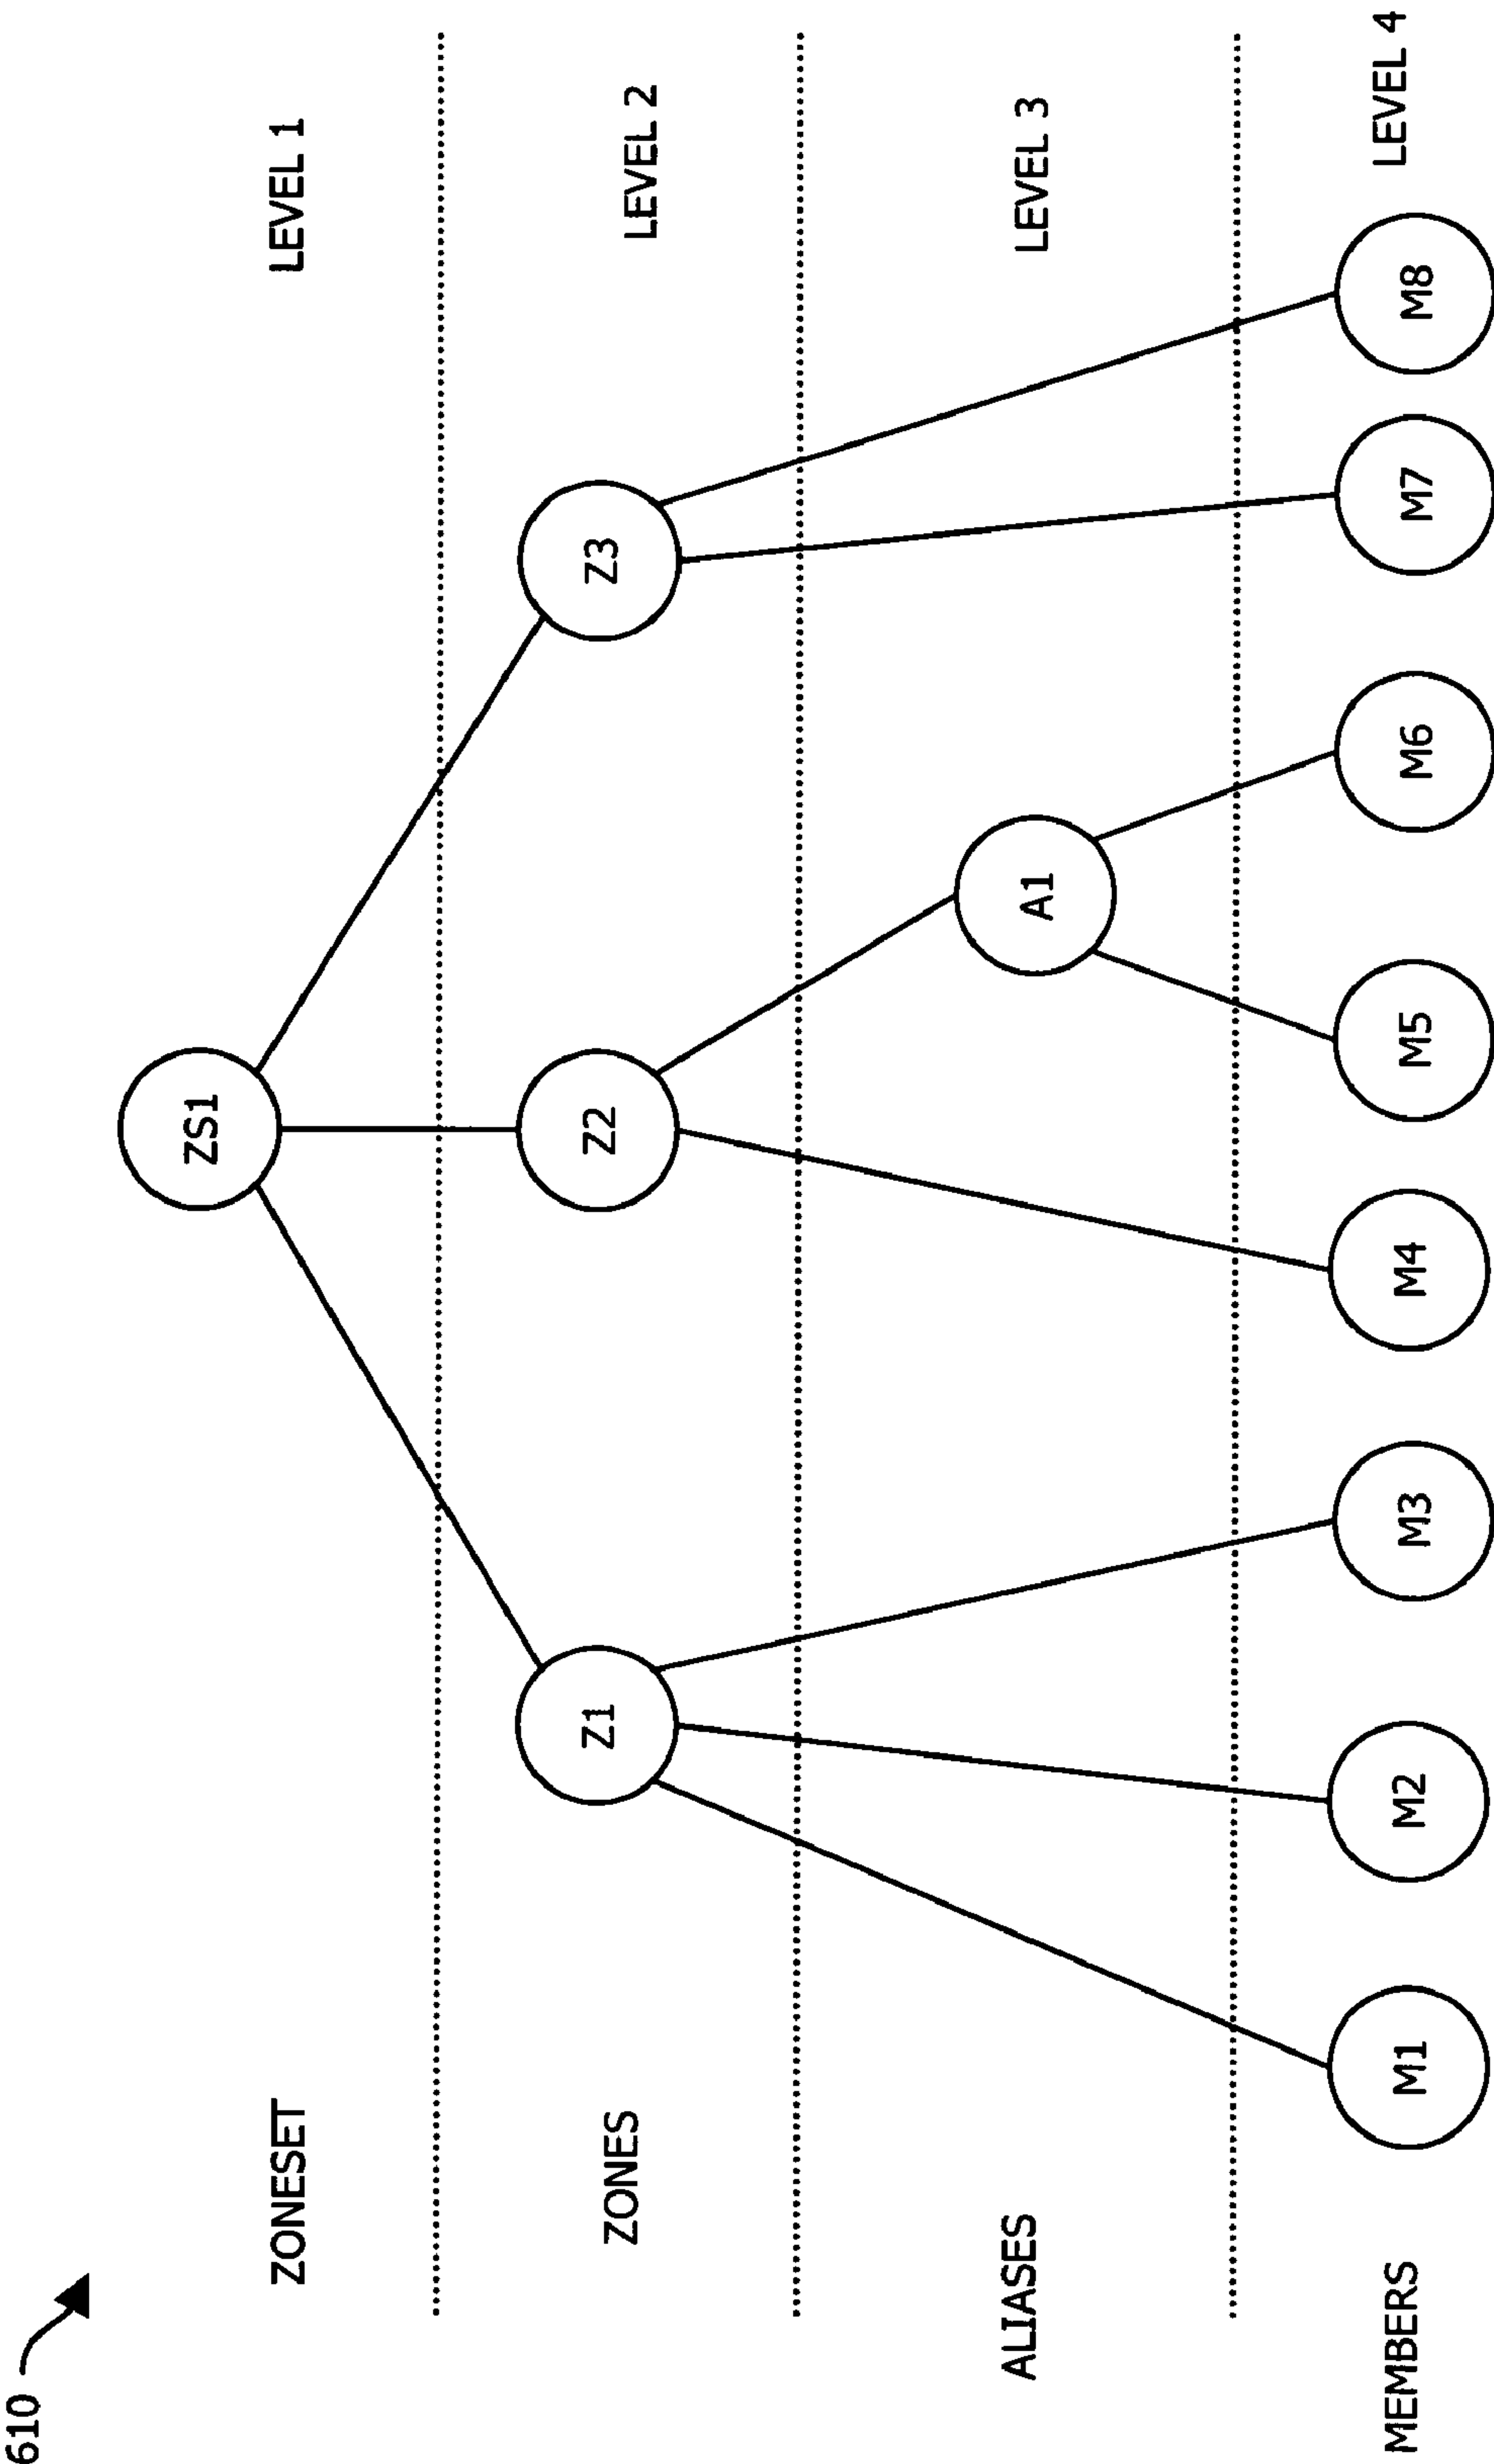 610
ZONESET
ZS1
LEVEL 1
ZONES
Z1
Z2
Z3
LEVEL 2
ALIASES
A1
LEVEL 3
MEMBERS
M1
M2
M3
M4
M5
M6
M7
M8
LEVEL 4